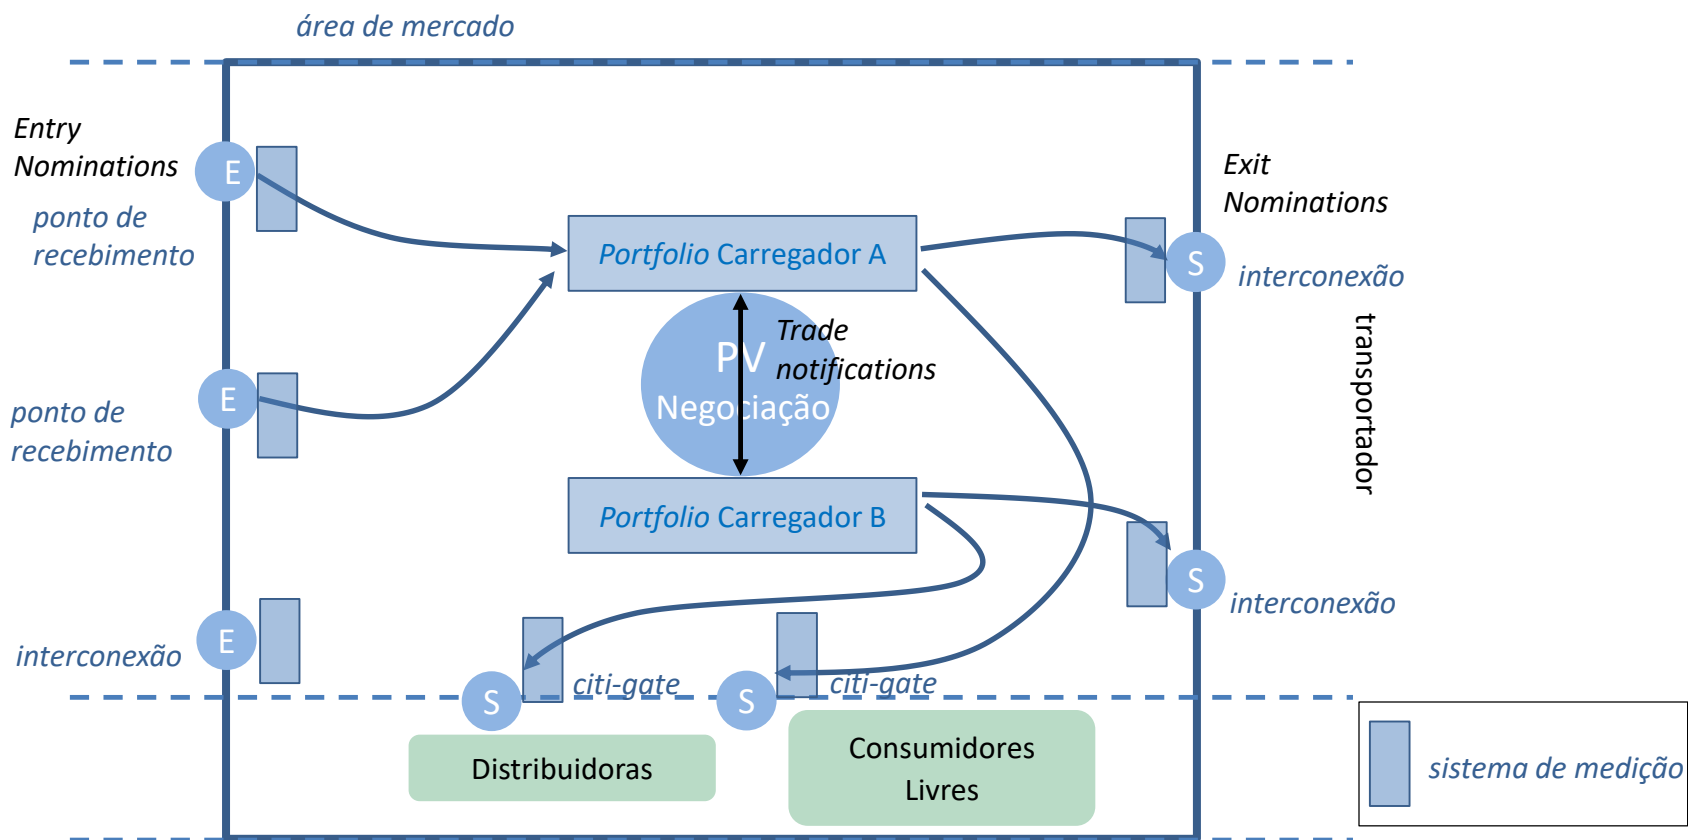 área de mercado
Entry
Nominations
E
ponto de
recebimento
Exit
Nominations
S
interconexão
Portfolio Carregador A
Trade
notifications
PV
Negociação
transportador
E
ponto de
recebimento
Portfolio Carregador B
S
interconexão
E
interconexão
S
citi-gate
S
citi-gate
Distribuidoras
Consumidores
Livres
sistema de medição